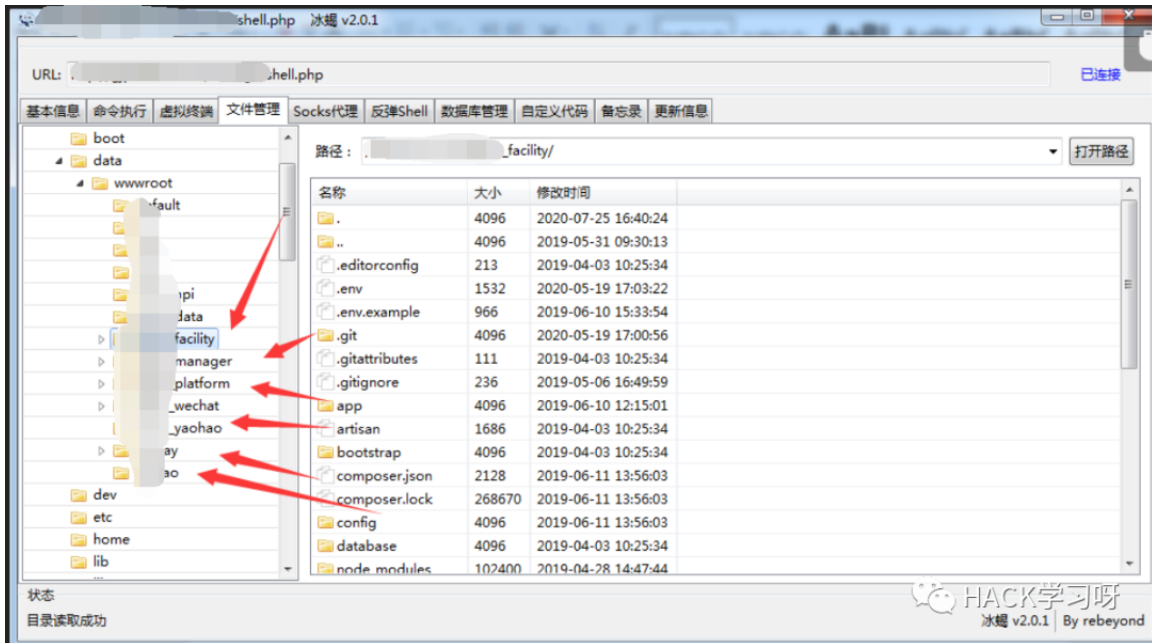 shell.php 冰蝎 v2.0.1
URL: shell.php 已连接
基本信息 命令执行 虚拟终端 文件管理 Socks代理 反弹Shell 数据库管理 自定义代码 备忘录 更新信息
boot
data
wwwroot
facility
manager
_platform
_wechat
_yaohao
dev
etc
home
lib
路径： _facility/ 打开路径
名称 大小 修改时间
. 4096 2020-07-25 16:40:24
.. 4096 2019-05-31 09:30:13
.editorconfig 213 2019-04-03 10:25:34
.env 1532 2020-05-19 17:03:22
.env.example 966 2019-06-10 15:33:54
.git 4096 2020-05-19 17:00:56
.gitattributes 111 2019-04-03 10:25:34
.gitignore 236 2019-05-06 16:49:59
app 4096 2019-06-10 12:15:01
artisan 1686 2019-04-03 10:25:34
bootstrap 4096 2019-04-03 10:25:34
composer.json 2128 2019-06-11 13:56:03
composer.lock 268670 2019-06-11 13:56:03
config 4096 2019-06-11 13:56:03
database 4096 2019-04-03 10:25:34
node_modules 102400 2019-04-28 14:47:44
状态
目录读取成功
HACK学习呀
冰蝎 v2.0.1 By rebeyond